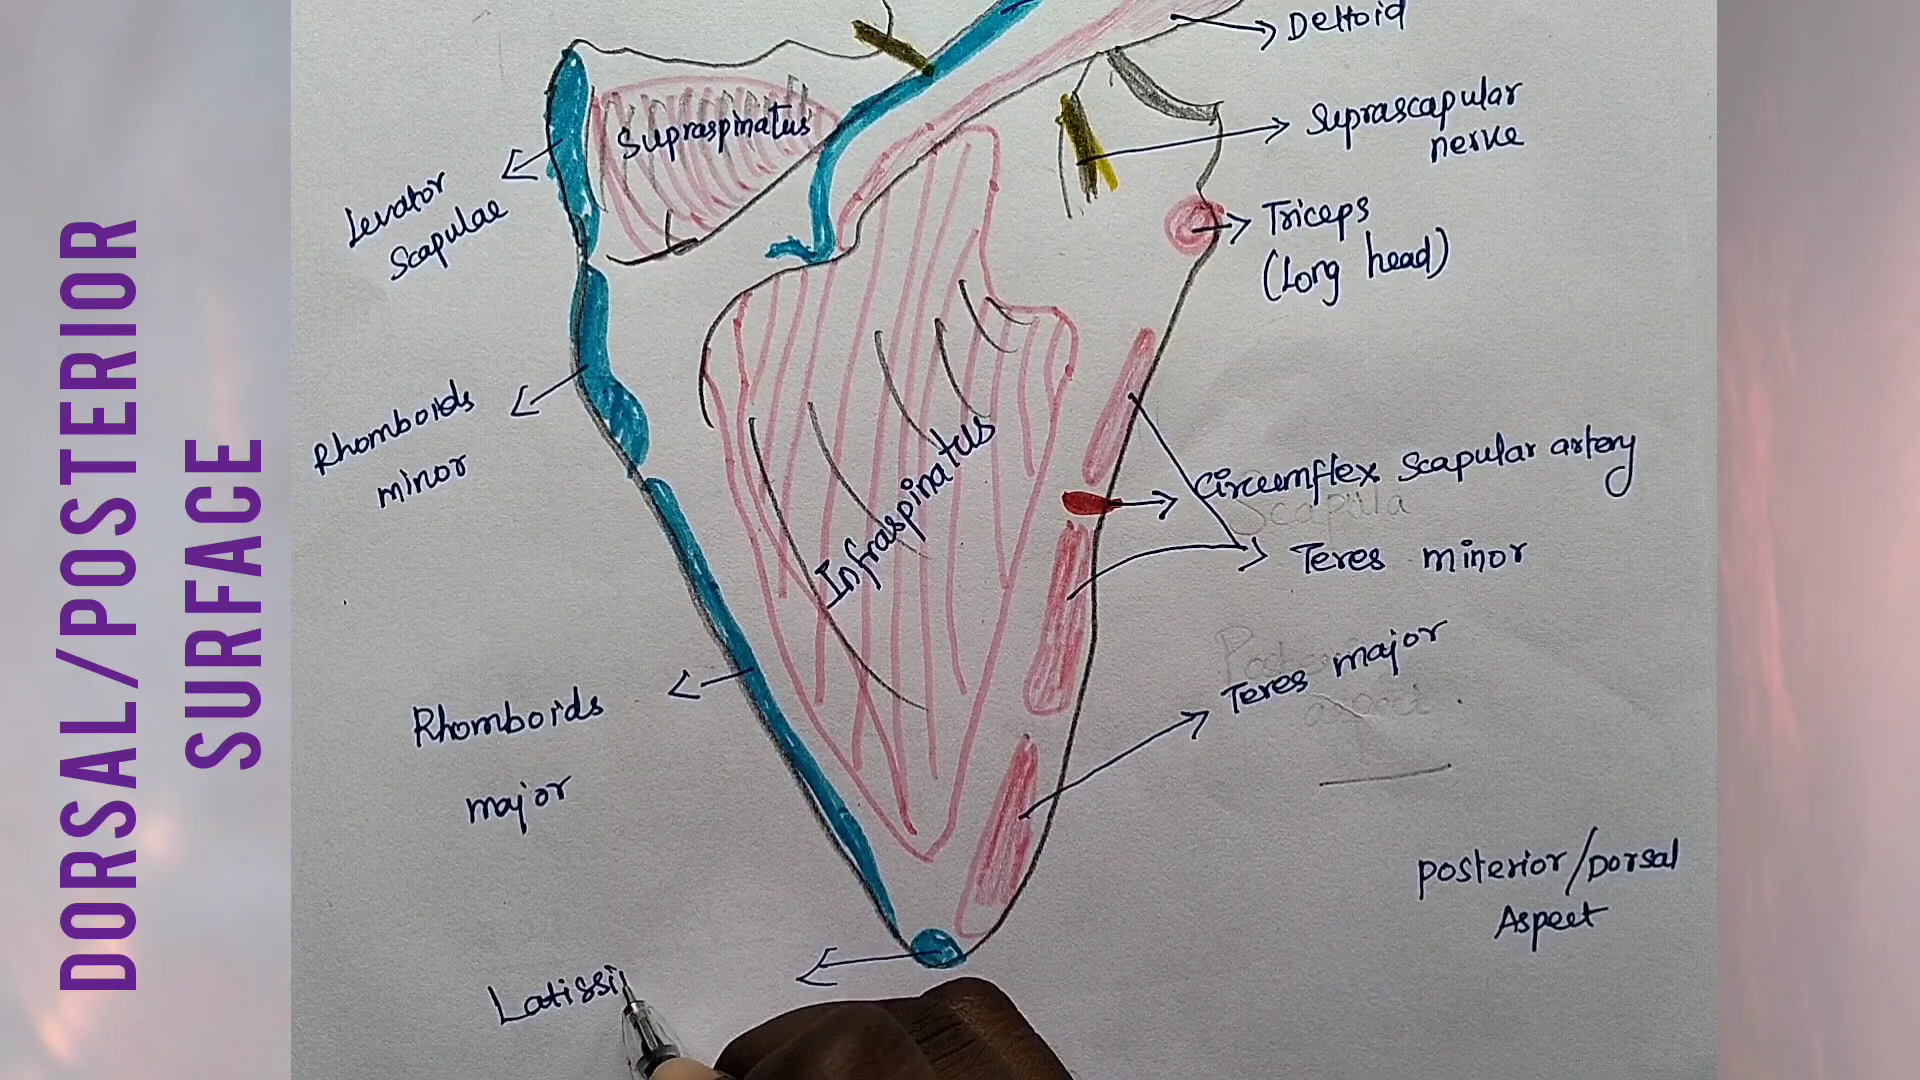 DORSAL/POSTERIOR
SURFACE
Deltoid
Supraspinatus
Suprascapular
nerve
Levator
Scapulae
Triceps
(Long head)
Rhomboids
minor
Infraspinatus
Circumflex Scapular artery
Scapula
Teres minor
Teres major
Rhomboids
major
Posterior/Dorsal
Aspect
Latissi